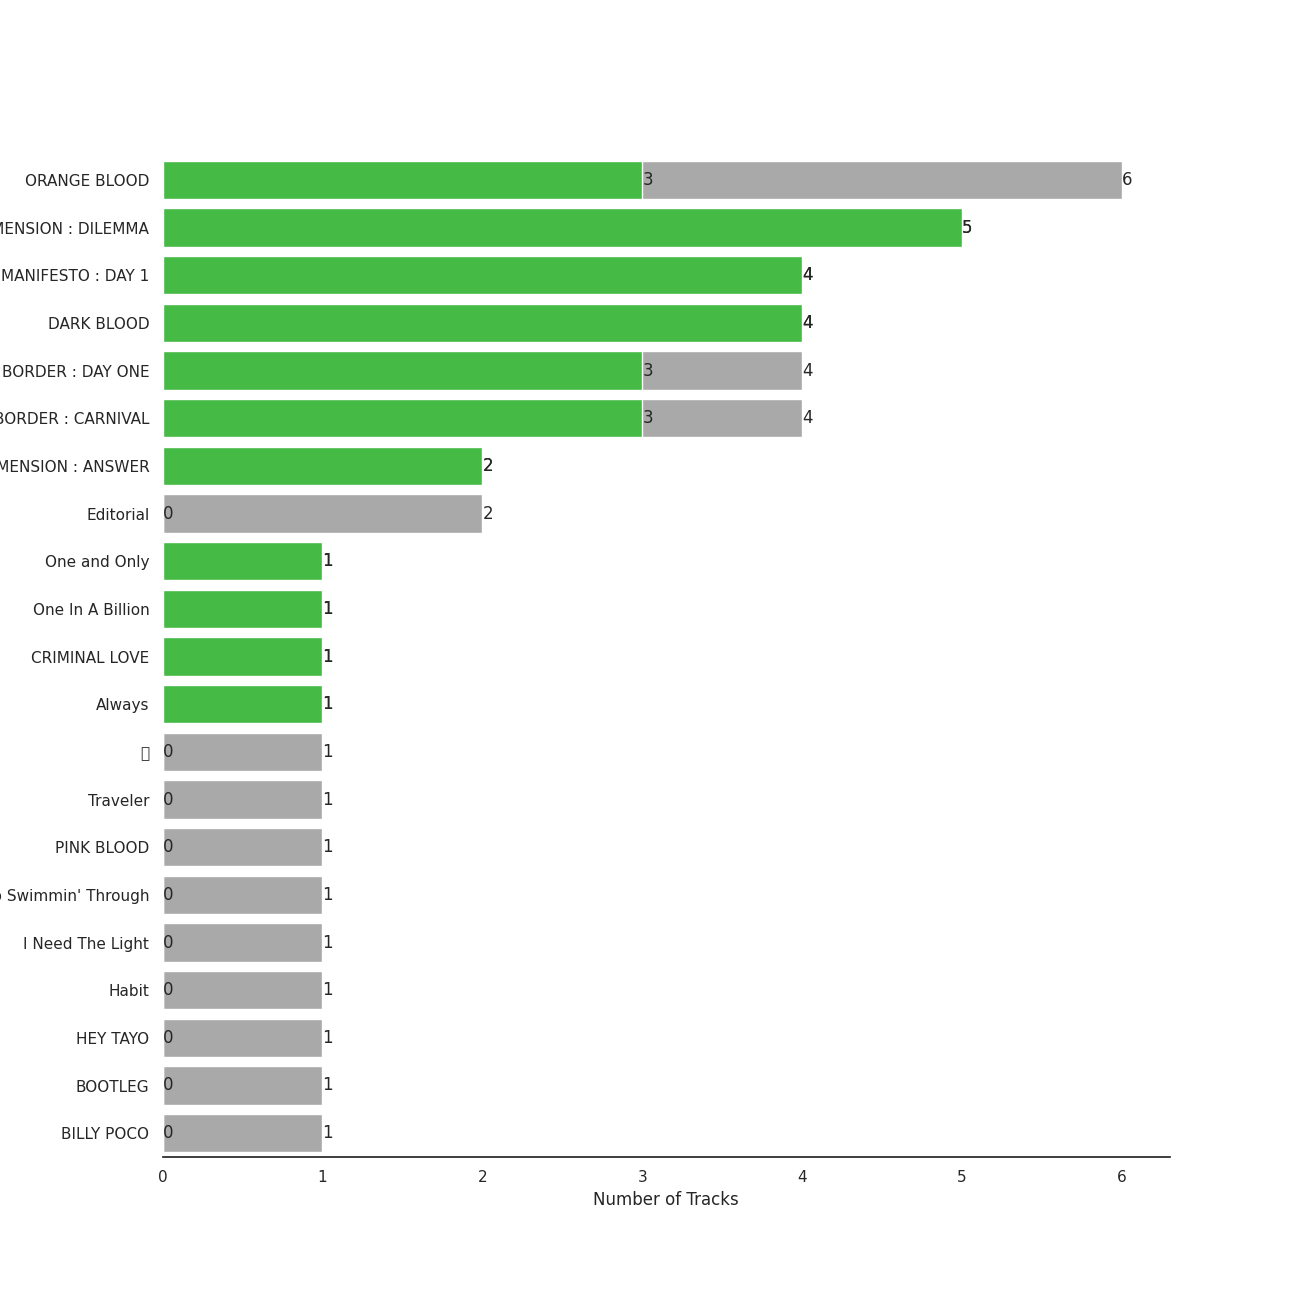 ORANGE BLOOD 3 6
MENSION : DILEMMA 5
MANIFESTO : DAY 1 4
DARK BLOOD 4
BORDER : DAY ONE 3 4
BORDER : CARNIVAL 3 4
MENSION : ANSWER 2
Editorial 0 2
One and Only 1
One In A Billion 1
CRIMINAL LOVE 1
Always 1
0 1
Traveler 0 1
PINK BLOOD 0 1
Swimmin' Through 0 1
I Need The Light 0 1
Habit 0 1
HEY TAYO 0 1
BOOTLEG 0 1
BILLY POCO 0 1
0 1 2 3 4 5 6
Number of Tracks